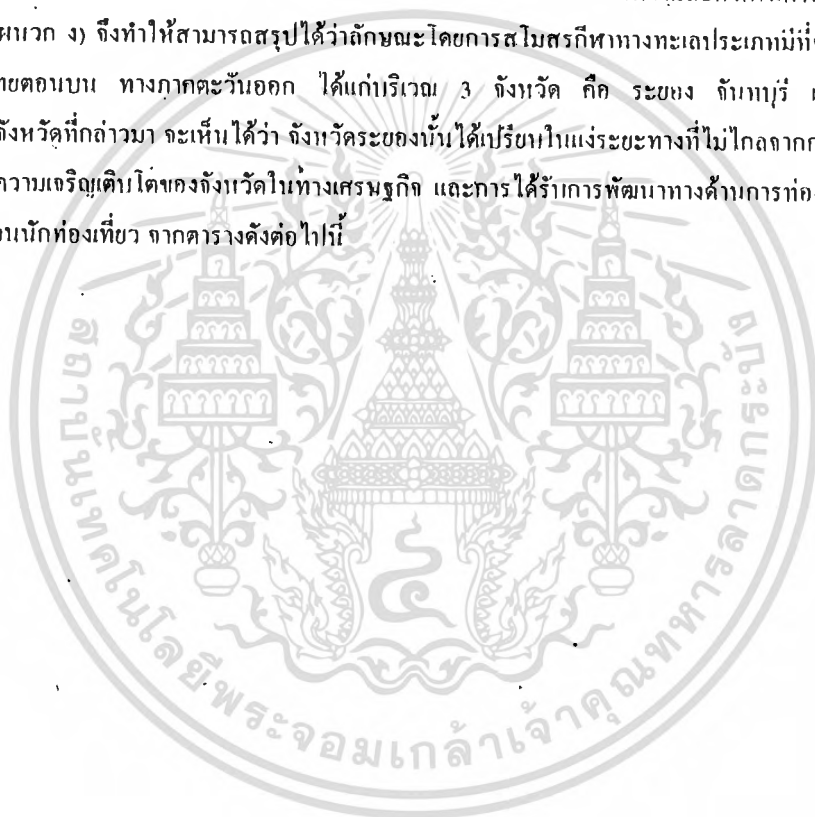 ผนวก ง) จึงทำให้สามารถสรุปได้ว่าลักษณะโดยการสโมสรกีฬาทางทะเลประเภทมีที่
ทยตอนบน ทางภาคตะวันออก ได้แก่บริเวณ 3 จังหวัด คือ ระยอง จันทบุรี
จังหวัดที่กล่าวมา จะเห็นได้ว่า จังหวัดระยองนั้นได้เปรียบในแง่ระยะทางที่ไม่ไกลจากก
ความเจริญเติบโตของจังหวัดในทางเศรษฐกิจ และการได้รับการพัฒนาทางด้านการท่อง
วนนักท่องเที่ยว จากตารางดังต่อไปนี้
สถาบันเทคโนโลยีพระจอมเกล้าเจ้าคุณทหารลาดกระบัง